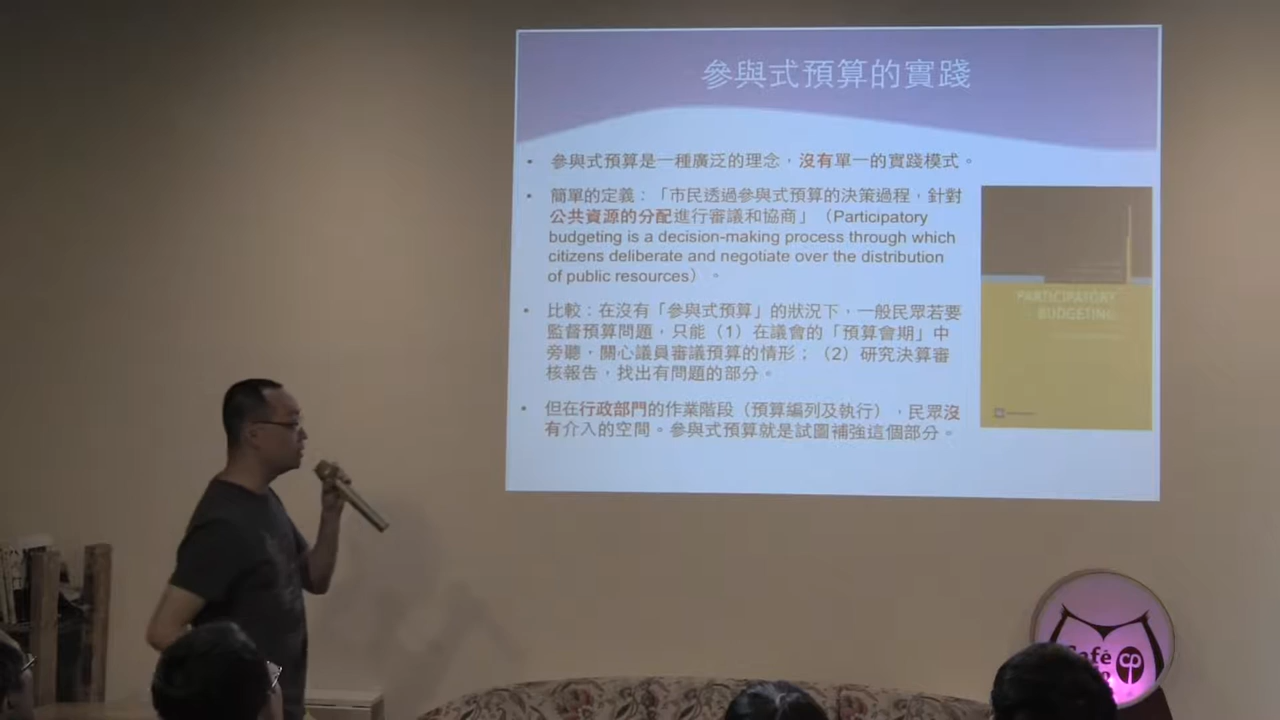 參與式預算的實踐
• 參與式預算是一種廣泛的理念，沒有單一的實踐模式。
• 簡單的定義：「市民透過參與式預算的決策過程，針對
公共資源的分配進行審議和協商」（Participatory
budgeting is a decision-making process through which
citizens deliberate and negotiate over the distribution
of public resources）。
• 比較：在沒有「參與式預算」的狀況下，一般民眾若要
監督預算問題，只能（1）在議會的「預算會期」中
旁聽，關心議員審議預算的情形；（2）研究決算審
核報告，找出有問題的部分。
• 但在行政部門的作業階段（預算編列及執行），民眾沒
有介入的空間。參與式預算就是試圖補強這個部分。
PARTICIPATORY
BUDGETING
Café
φ